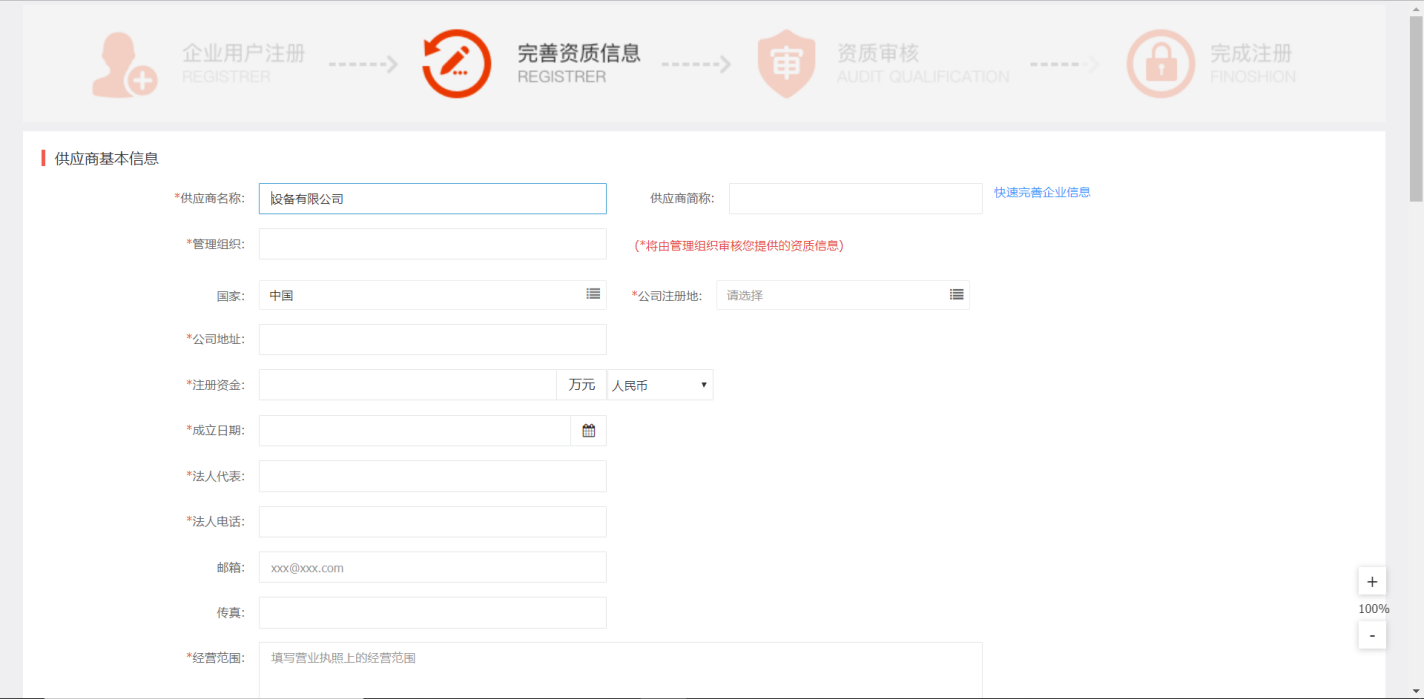 企业用户注册
REGISTRER
完善资质信息
REGISTRER
审
资质审核
AUDIT QUALIFICATION
完成注册
FINOSHION
供应商基本信息
*供应商名称: 设备有限公司 供应商简称: 快速完善企业信息
*管理组织: (*将由管理组织审核您提供的资质信息)
国家: 中国 *公司注册地: 请选择
*公司地址:
*注册资金: 万元 人民币
*成立日期:
*法人代表:
*法人电话:
邮箱: xxx@xxx.com
传真:
*经营范围: 填写营业执照上的经营范围
+
100%
-